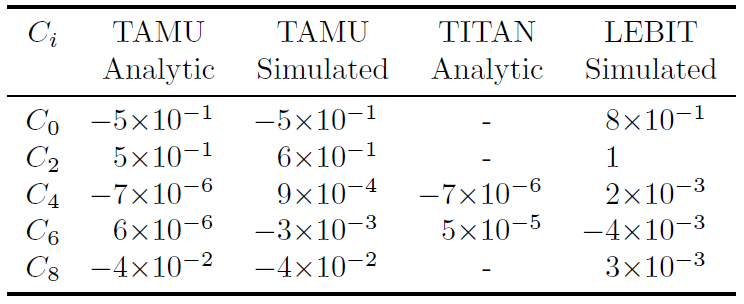 Cᵢ TAMU TAMU TITAN LEBIT
Analytic Simulated Analytic Simulated
C₀ −5×10⁻¹ −5×10⁻¹ - 8×10⁻¹
C₂ 5×10⁻¹ 6×10⁻¹ - 1
C₄ −7×10⁻⁶ 9×10⁻⁴ −7×10⁻⁶ 2×10⁻³
C₆ 6×10⁻⁶ −3×10⁻³ 5×10⁻⁵ −4×10⁻³
C₈ −4×10⁻² −4×10⁻² - 3×10⁻³